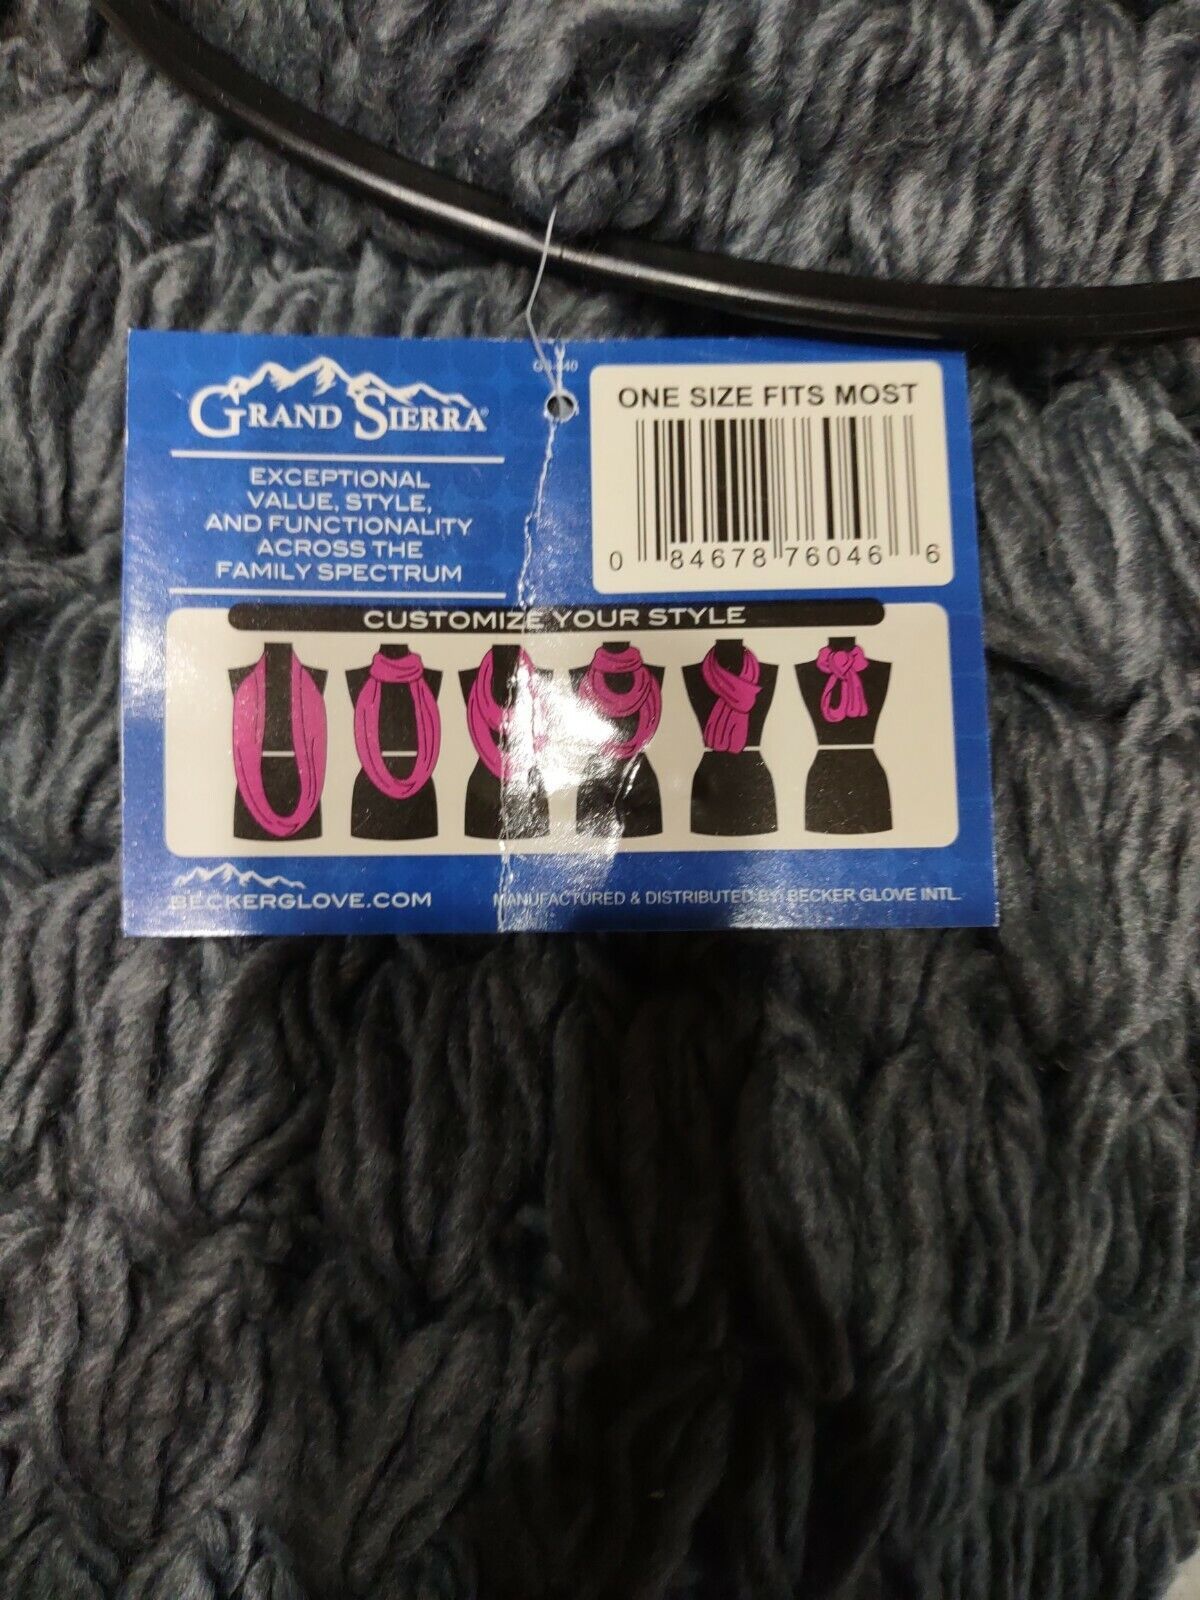 GRAND SIERRA®
EXCEPTIONAL
VALUE, STYLE,
AND FUNCTIONALITY
ACROSS THE
FAMILY SPECTRUM
ONE SIZE FITS MOST
0 84678 76046 6
CUSTOMIZE YOUR STYLE
BECKERGLOVE.COM
MANUFACTURED & DISTRIBUTED BY: BECKER GLOVE INTL.